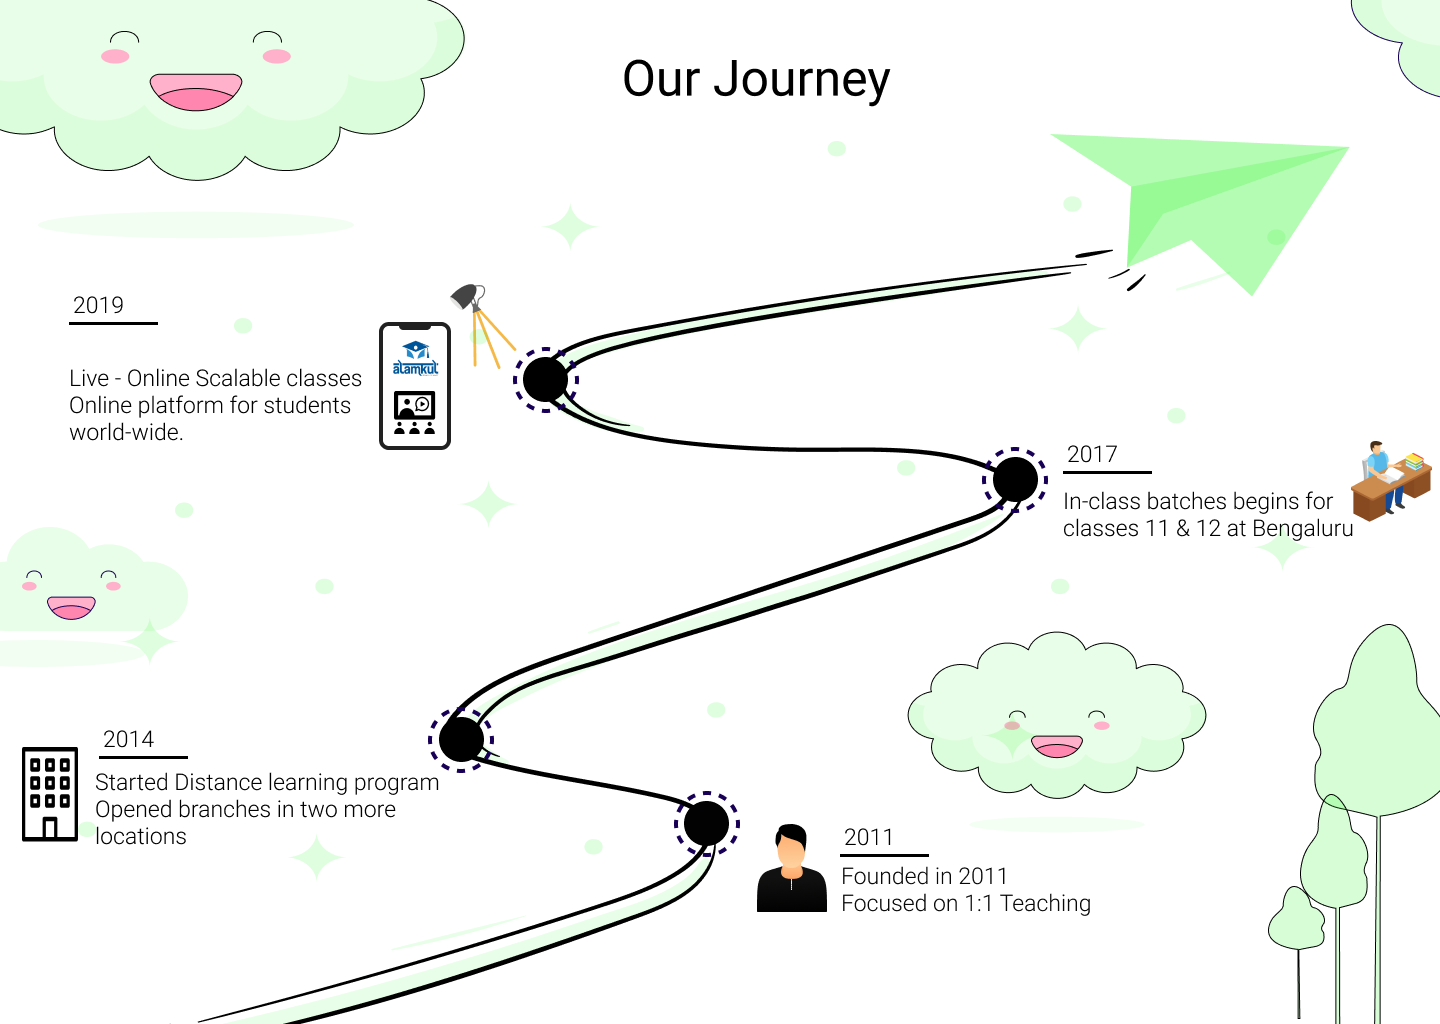 Our Journey
2019
Live - Online Scalable classes
Online platform for students
world-wide.
alamkul
2017
In-class batches begins for
classes 11 & 12 at Bengaluru
2014
Started Distance learning program
Opened branches in two more
locations
2011
Founded in 2011
Focused on 1:1 Teaching